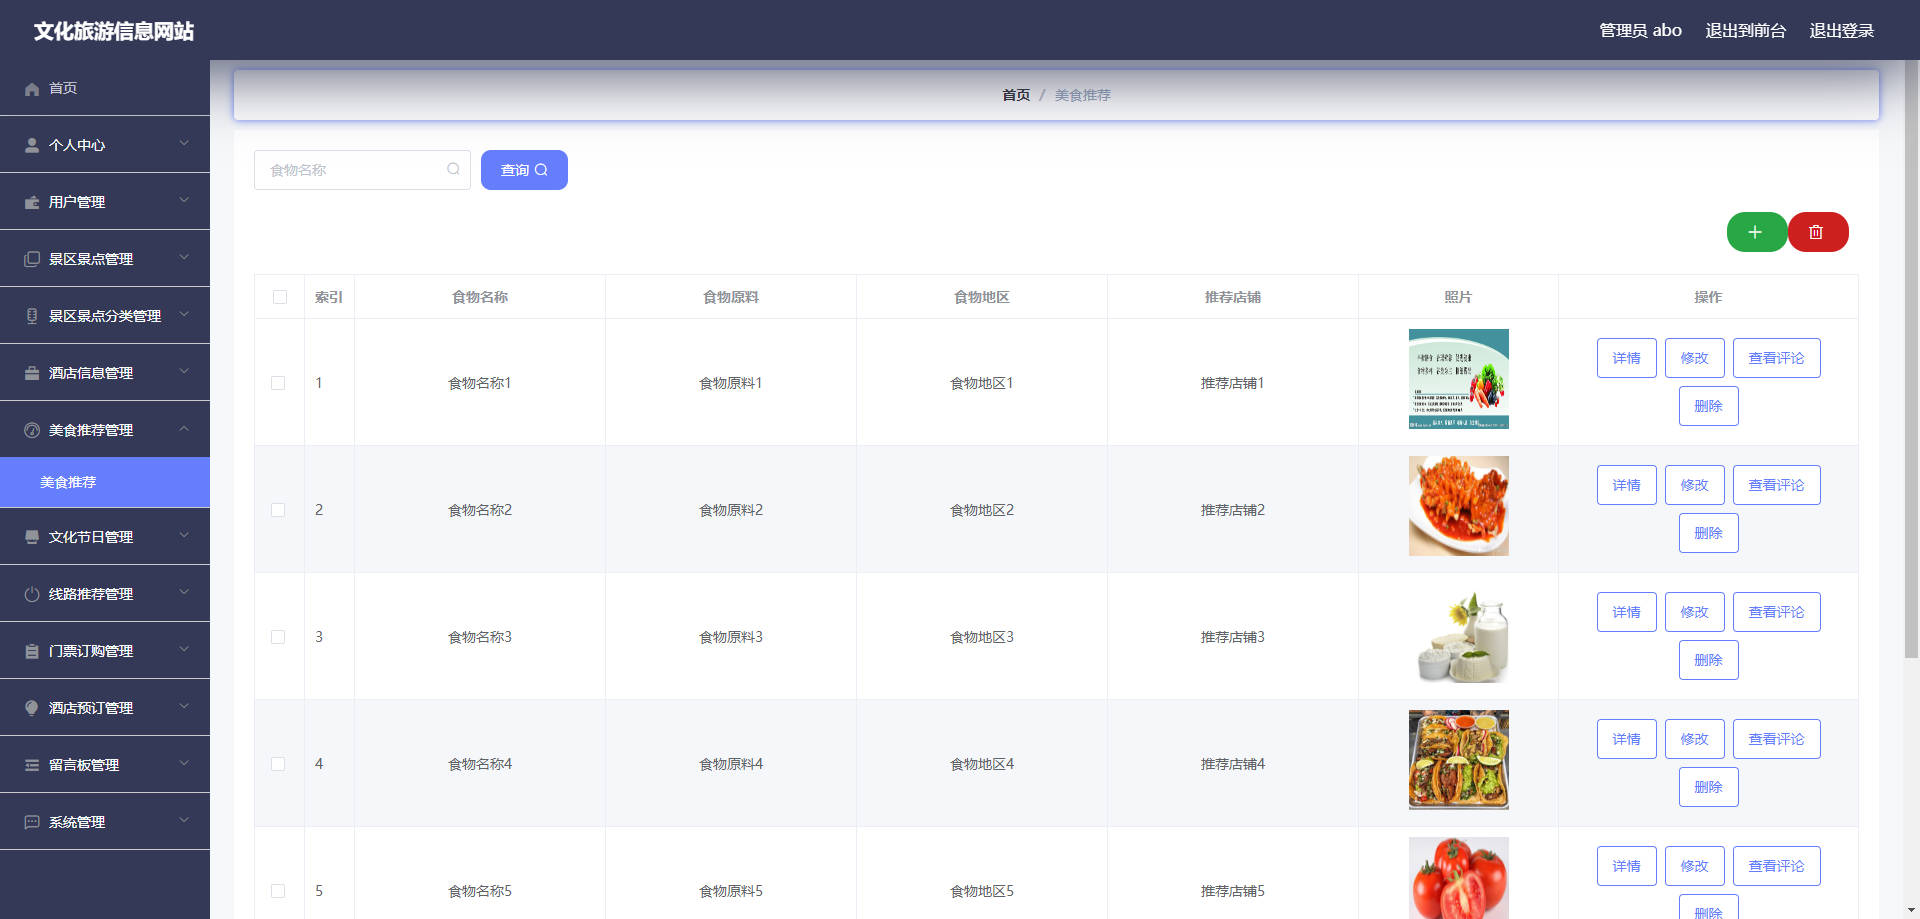 文化旅游信息网站
管理员 abo 退出到前台 退出登录
首页
个人中心
用户管理
景区景点管理
景区景点分类管理
酒店信息管理
美食推荐管理
美食推荐
文化节日管理
线路推荐管理
门票订购管理
酒店预订管理
留言板管理
系统管理
首页 / 美食推荐
食物名称 查询
索引 食物名称 食物原料 食物地区 推荐店铺 照片 操作
1 食物名称1 食物原料1 食物地区1 推荐店铺1 详情 修改 查看评论
删除
2 食物名称2 食物原料2 食物地区2 推荐店铺2 详情 修改 查看评论
删除
3 食物名称3 食物原料3 食物地区3 推荐店铺3 详情 修改 查看评论
删除
4 食物名称4 食物原料4 食物地区4 推荐店铺4 详情 修改 查看评论
删除
5 食物名称5 食物原料5 食物地区5 推荐店铺5 详情 修改 查看评论
删除